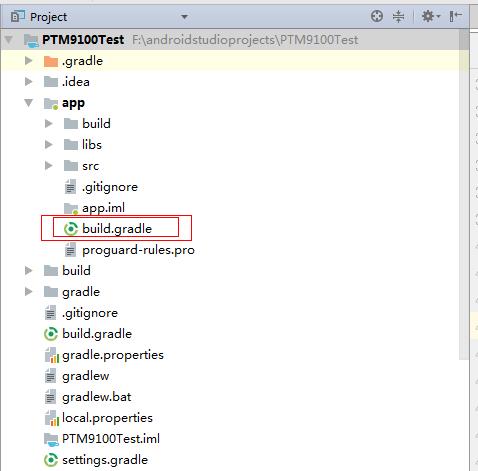 Project
PTM9100Test F:\androidstudioprojects\PTM9100Test
.gradle
.idea
app
build
libs
src
.gitignore
app.iml
build.gradle
proguard-rules.pro
build
gradle
.gitignore
build.gradle
gradle.properties
gradlew
gradlew.bat
local.properties
PTM9100Test.iml
settings.gradle